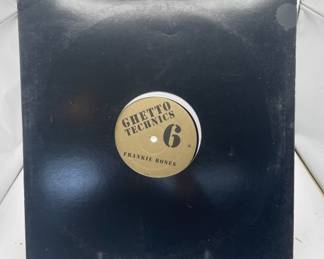 GHETTO
TECHNICS
6
FRANKIE BONES